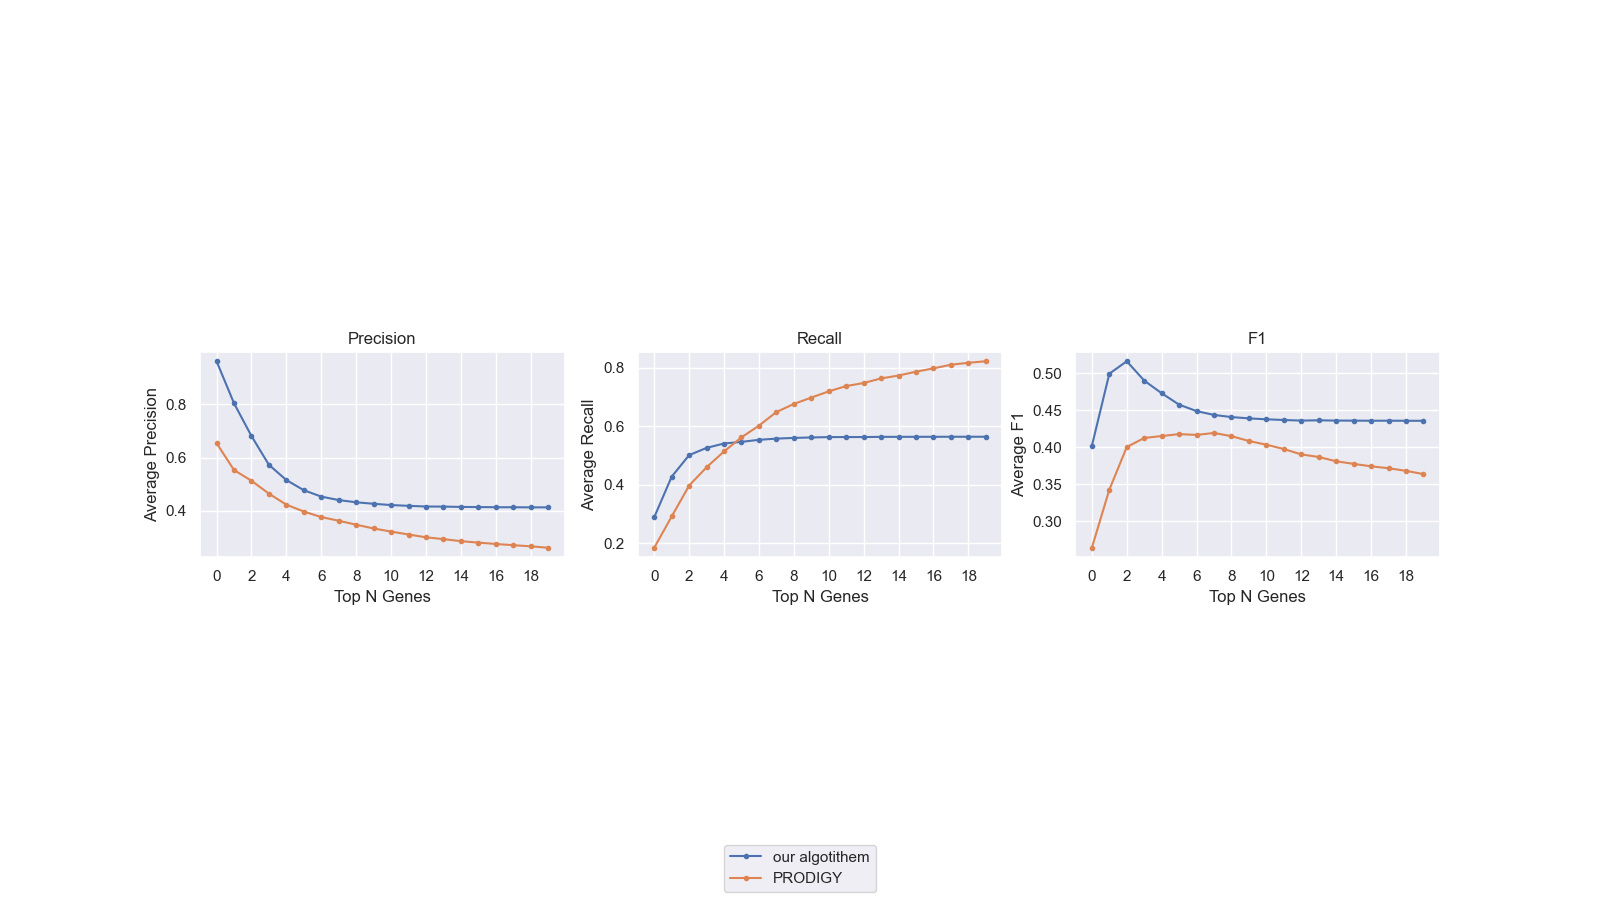 Precision
Average Precision
0.8
0.6
0.4
0 2 4 6 8 10 12 14 16 18
Top N Genes
Recall
Average Recall
0.8
0.6
0.4
0.2
0 2 4 6 8 10 12 14 16 18
Top N Genes
F1
Average F1
0.50
0.45
0.40
0.35
0.30
0 2 4 6 8 10 12 14 16 18
Top N Genes
our algotithem
PRODIGY